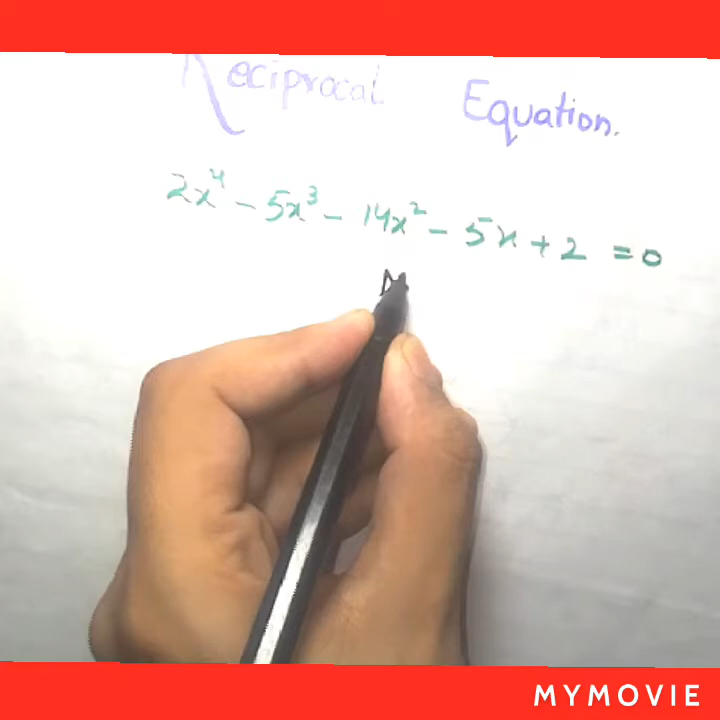 Reciprocal Equation.
2x⁴ - 5x³ - 14x² - 5x + 2 = 0
MYMOVIE